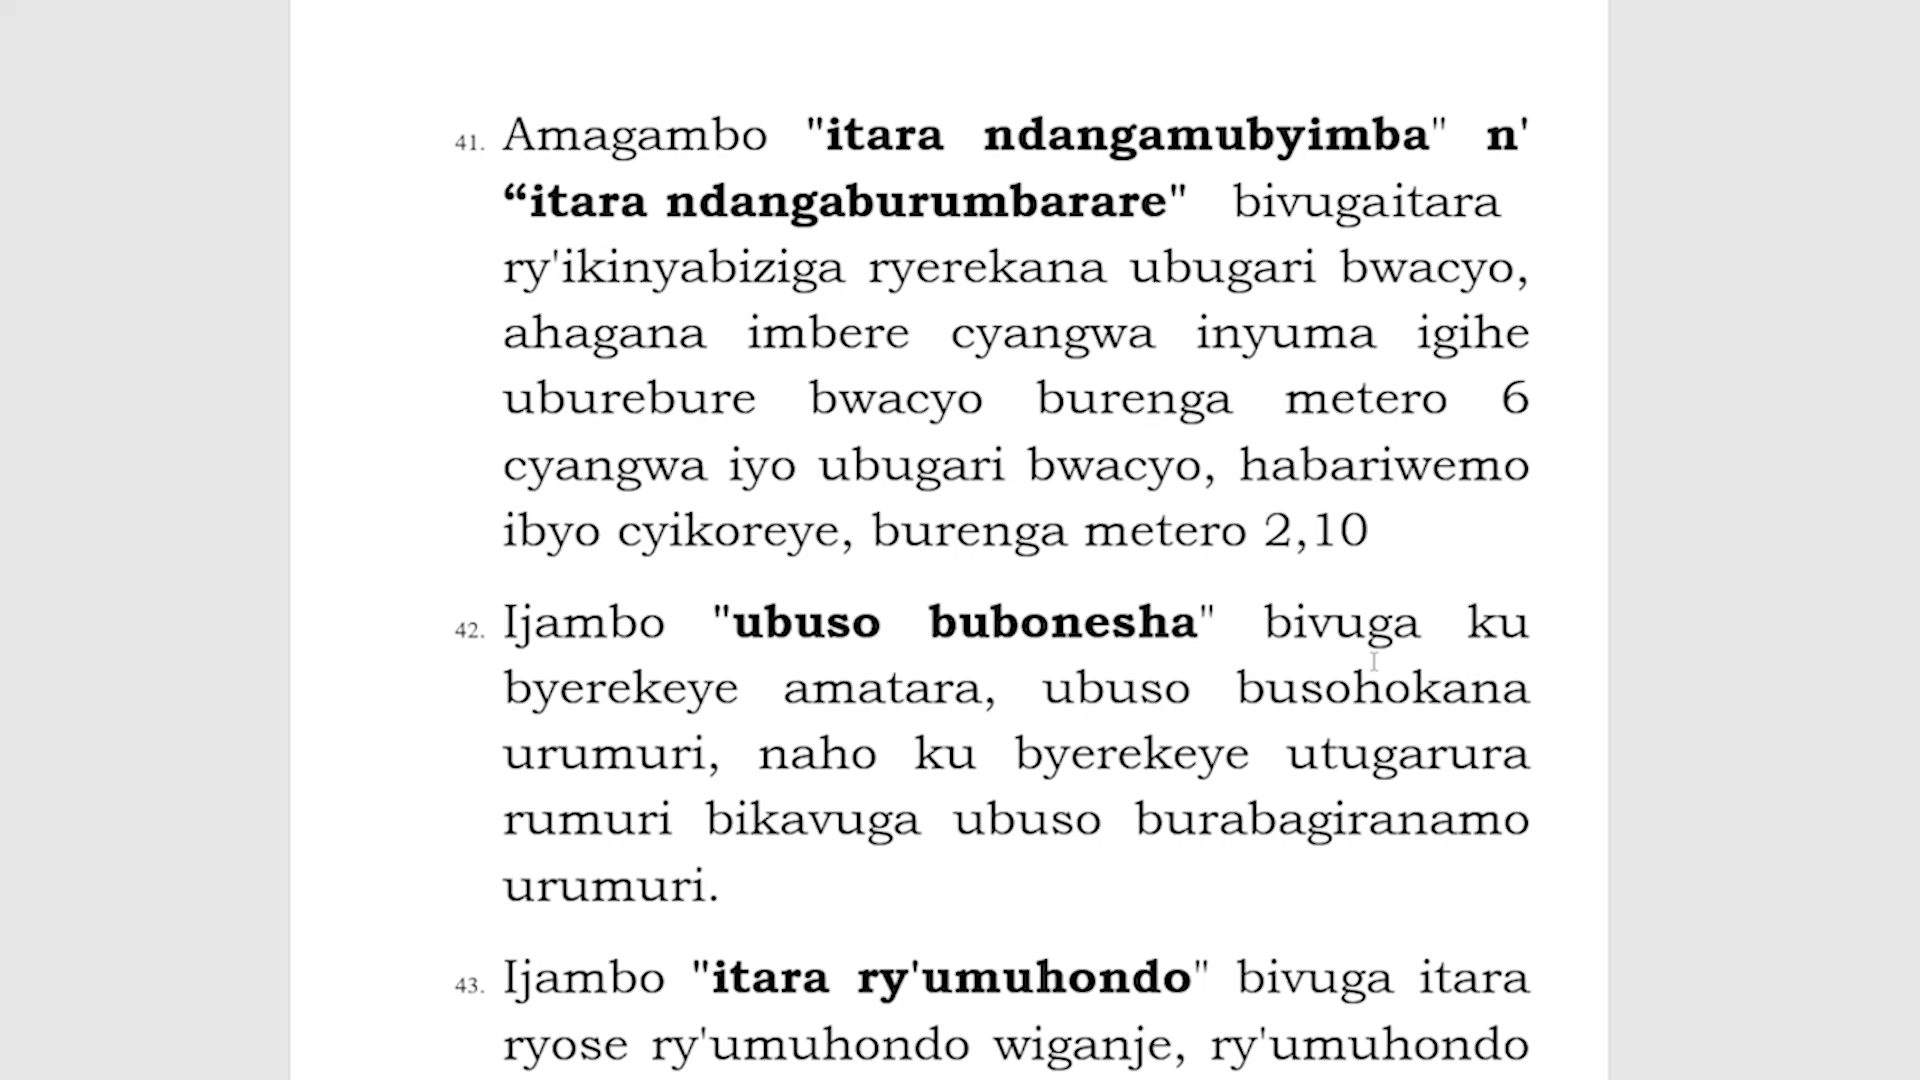 41. Amagambo "itara ndangamubyimba" n'
“itara ndangaburumbarare" bivugaitara
ry'ikinyabiziga ryerekana ubugari bwacyo,
ahagana imbere cyangwa inyuma igihe
uburebure bwacyo burenga metero 6
cyangwa iyo ubugari bwacyo, habariwemo
ibyo cyikoreye, burenga metero 2,10
42. Ijambo "ubuso bubonesha" bivuga ku
byerekeye amatara, ubuso busohokana
urumuri, naho ku byerekeye utugarura
rumuri bikavuga ubuso burabagiranamo
urumuri.
43. Ijambo "itara ry'umuhondo" bivuga itara
ryose ry'umuhondo wiganje, ry'umuhondo